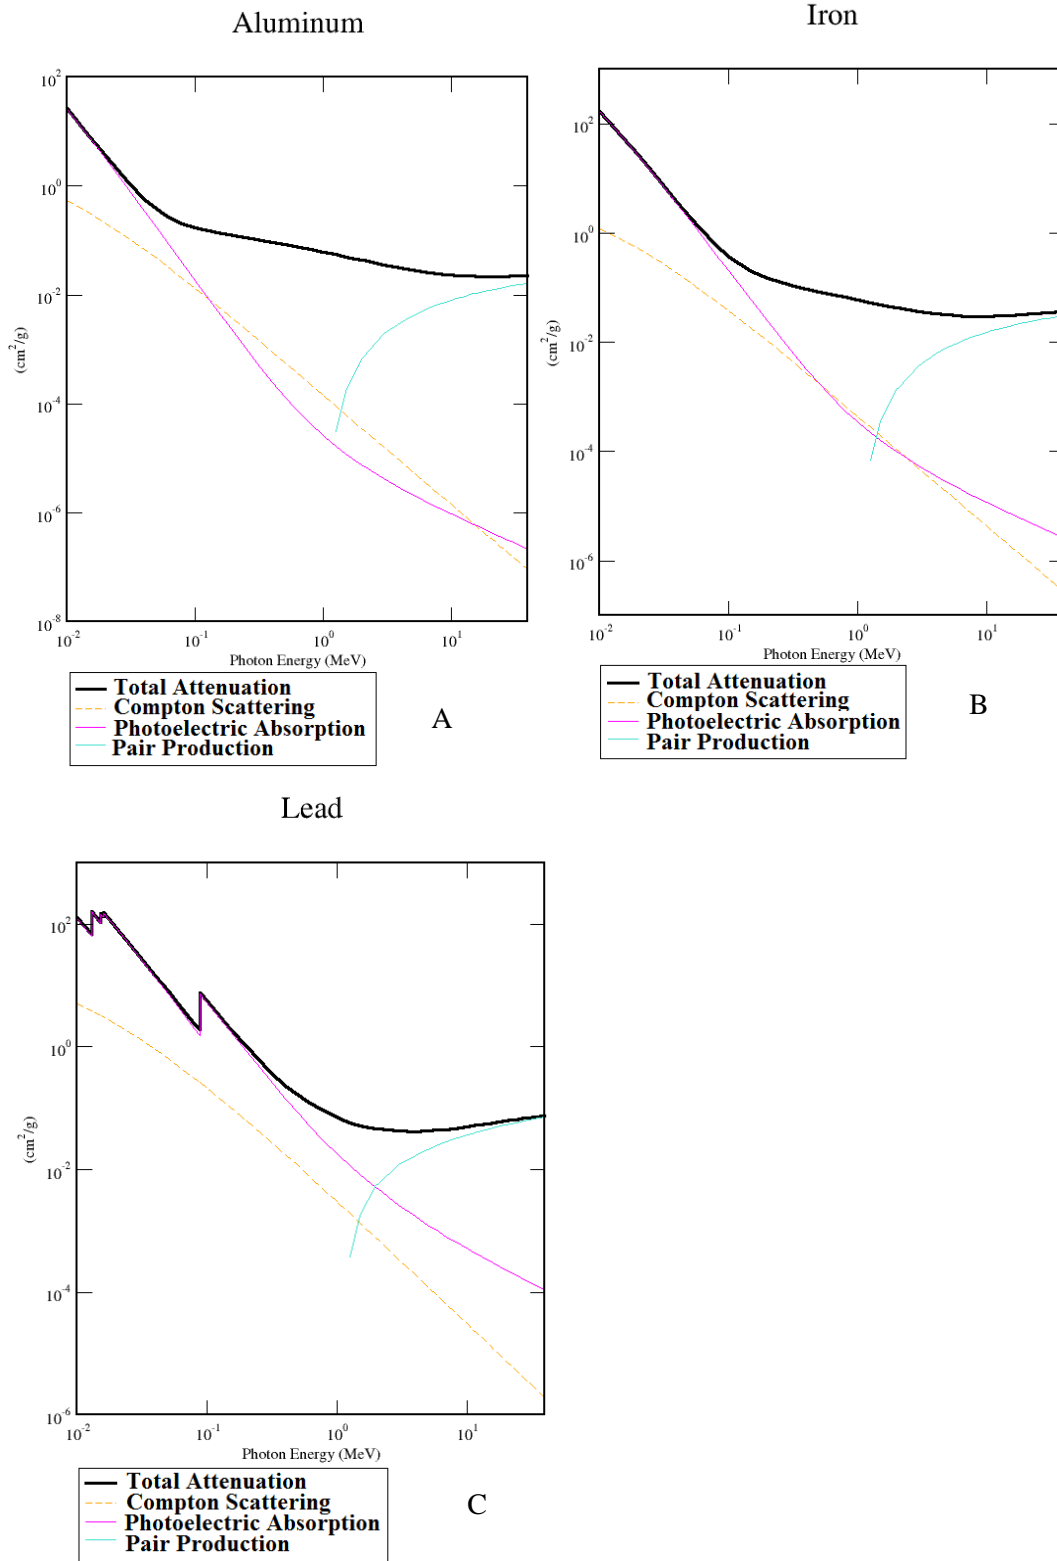 Aluminum
10^2
10^0
10^-2
10^-4
10^-6
10^-8
(cm^2/g)
10^-2 10^-1 10^0 10^1
Photon Energy (MeV)
Total Attenuation
Compton Scattering
Photoelectric Absorption
Pair Production
A
Iron
10^2
10^0
10^-2
10^-4
10^-6
(cm^2/g)
10^-2 10^-1 10^0 10^1
Photon Energy (MeV)
Total Attenuation
Compton Scattering
Photoelectric Absorption
Pair Production
B
Lead
10^2
10^0
10^-2
10^-4
10^-6
(cm^2/g)
10^-2 10^-1 10^0 10^1
Photon Energy (MeV)
Total Attenuation
Compton Scattering
Photoelectric Absorption
Pair Production
C